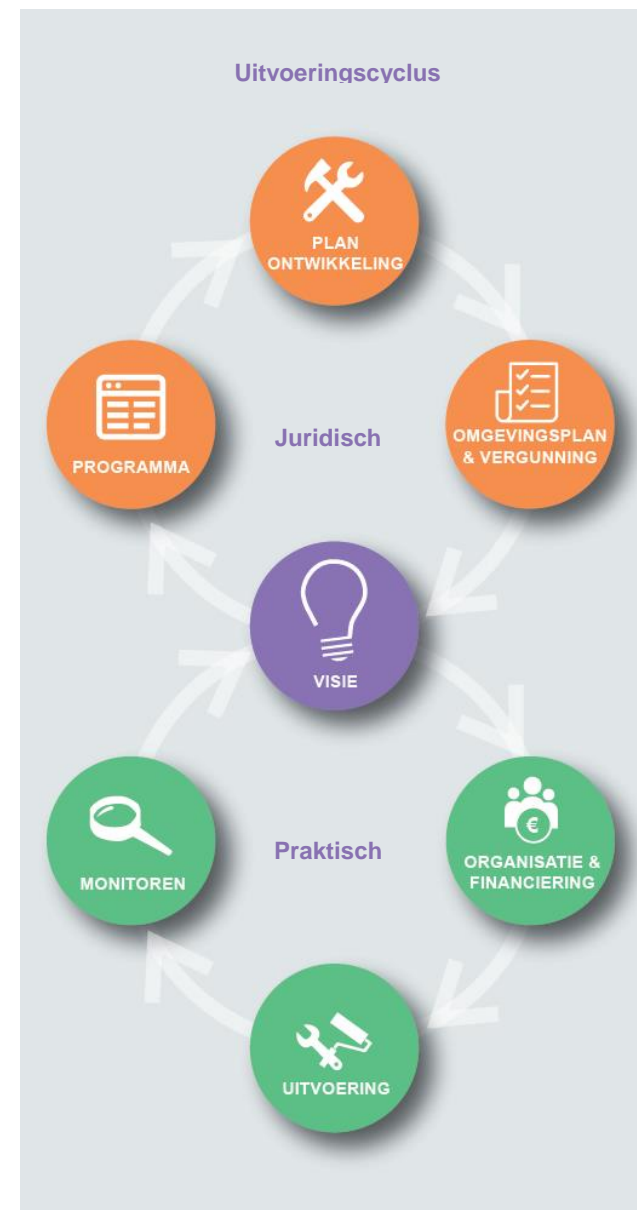 Uitvoeringscyclus
PLAN
ONTWIKKELING
PROGRAMMA
Juridisch
OMGEVINGSPLAN
& VERGUNNING
VISIE
MONITOREN
Praktisch
ORGANISATIE &
FINANCIERING
€
UITVOERING